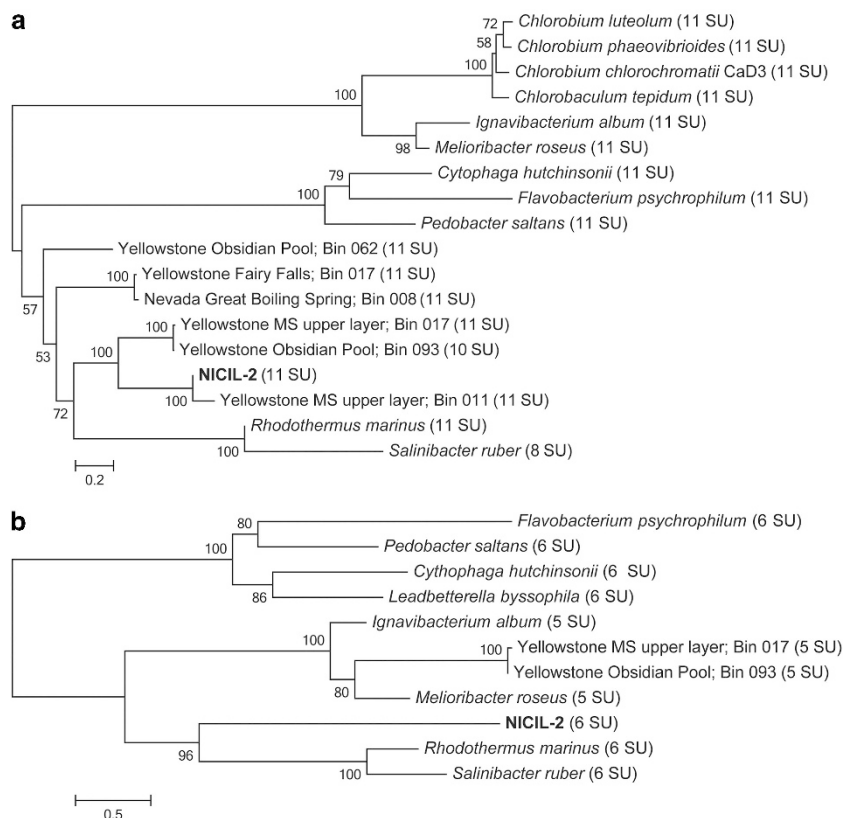 a
72
Chlorobium luteolum (11 SU)
58
Chlorobium phaeovibrioides (11 SU)
100
Chlorobium chlorochromatii CaD3 (11 SU)
Chlorobaculum tepidum (11 SU)
100
Ignavibacterium album (11 SU)
98
Melioribacter roseus (11 SU)
79
Cytophaga hutchinsonii (11 SU)
100
Flavobacterium psychrophilum (11 SU)
Pedobacter saltans (11 SU)
Yellowstone Obsidian Pool; Bin 062 (11 SU)
100
Yellowstone Fairy Falls; Bin 017 (11 SU)
57
Nevada Great Boiling Spring; Bin 008 (11 SU)
100
Yellowstone MS upper layer; Bin 017 (11 SU)
53
100
Yellowstone Obsidian Pool; Bin 093 (10 SU)
NICIL-2 (11 SU)
100
Yellowstone MS upper layer; Bin 011 (11 SU)
72
Rhodothermus marinus (11 SU)
100
Salinibacter ruber (8 SU)
0.2
b
80
Flavobacterium psychrophilum (6 SU)
100
Pedobacter saltans (6 SU)
Cythophaga hutchinsonii (6 SU)
86
Leadbetterella byssophila (6 SU)
100
Ignavibacterium album (5 SU)
100
Yellowstone MS upper layer; Bin 017 (5 SU)
Yellowstone Obsidian Pool; Bin 093 (5 SU)
80
Melioribacter roseus (5 SU)
NICIL-2 (6 SU)
96
Rhodothermus marinus (6 SU)
100
Salinibacter ruber (6 SU)
0.5